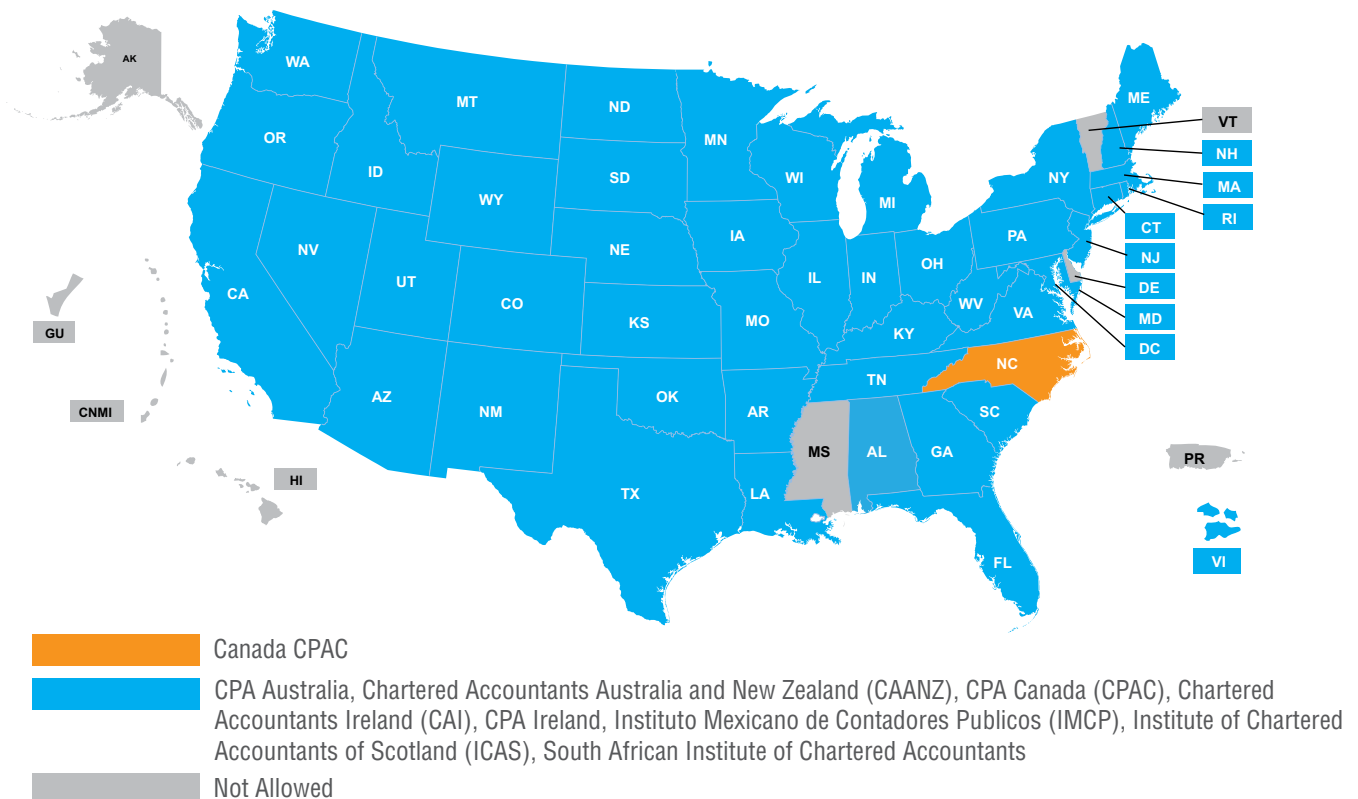 AK
WA
MT
ND
MN
ME
VT
OR
ID
WY
SD
WI
MI
NY
NH
MA
RI
CT
NV
UT
CO
NE
IA
IL
IN
OH
PA
NJ
DE
MD
DC
CA
KS
MO
KY
WV
VA
GU
CNMI
HI
AZ
NM
OK
AR
TN
NC
SC
MS
AL
GA
TX
LA
FL
PR
VI
Canada CPAC
CPA Australia, Chartered Accountants Australia and New Zealand (CAANZ), CPA Canada (CPAC), Chartered
Accountants Ireland (CAI), CPA Ireland, Instituto Mexicano de Contadores Publicos (IMCP), Institute of Chartered
Accountants of Scotland (ICAS), South African Institute of Chartered Accountants
Not Allowed